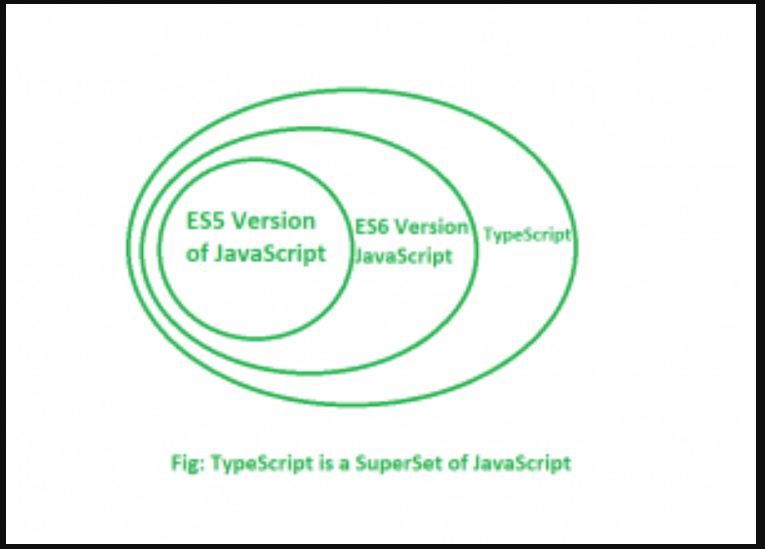 ES5 Version
of JavaScript
ES6 Version
JavaScript
TypeScript
Fig: TypeScript is a SuperSet of JavaScript